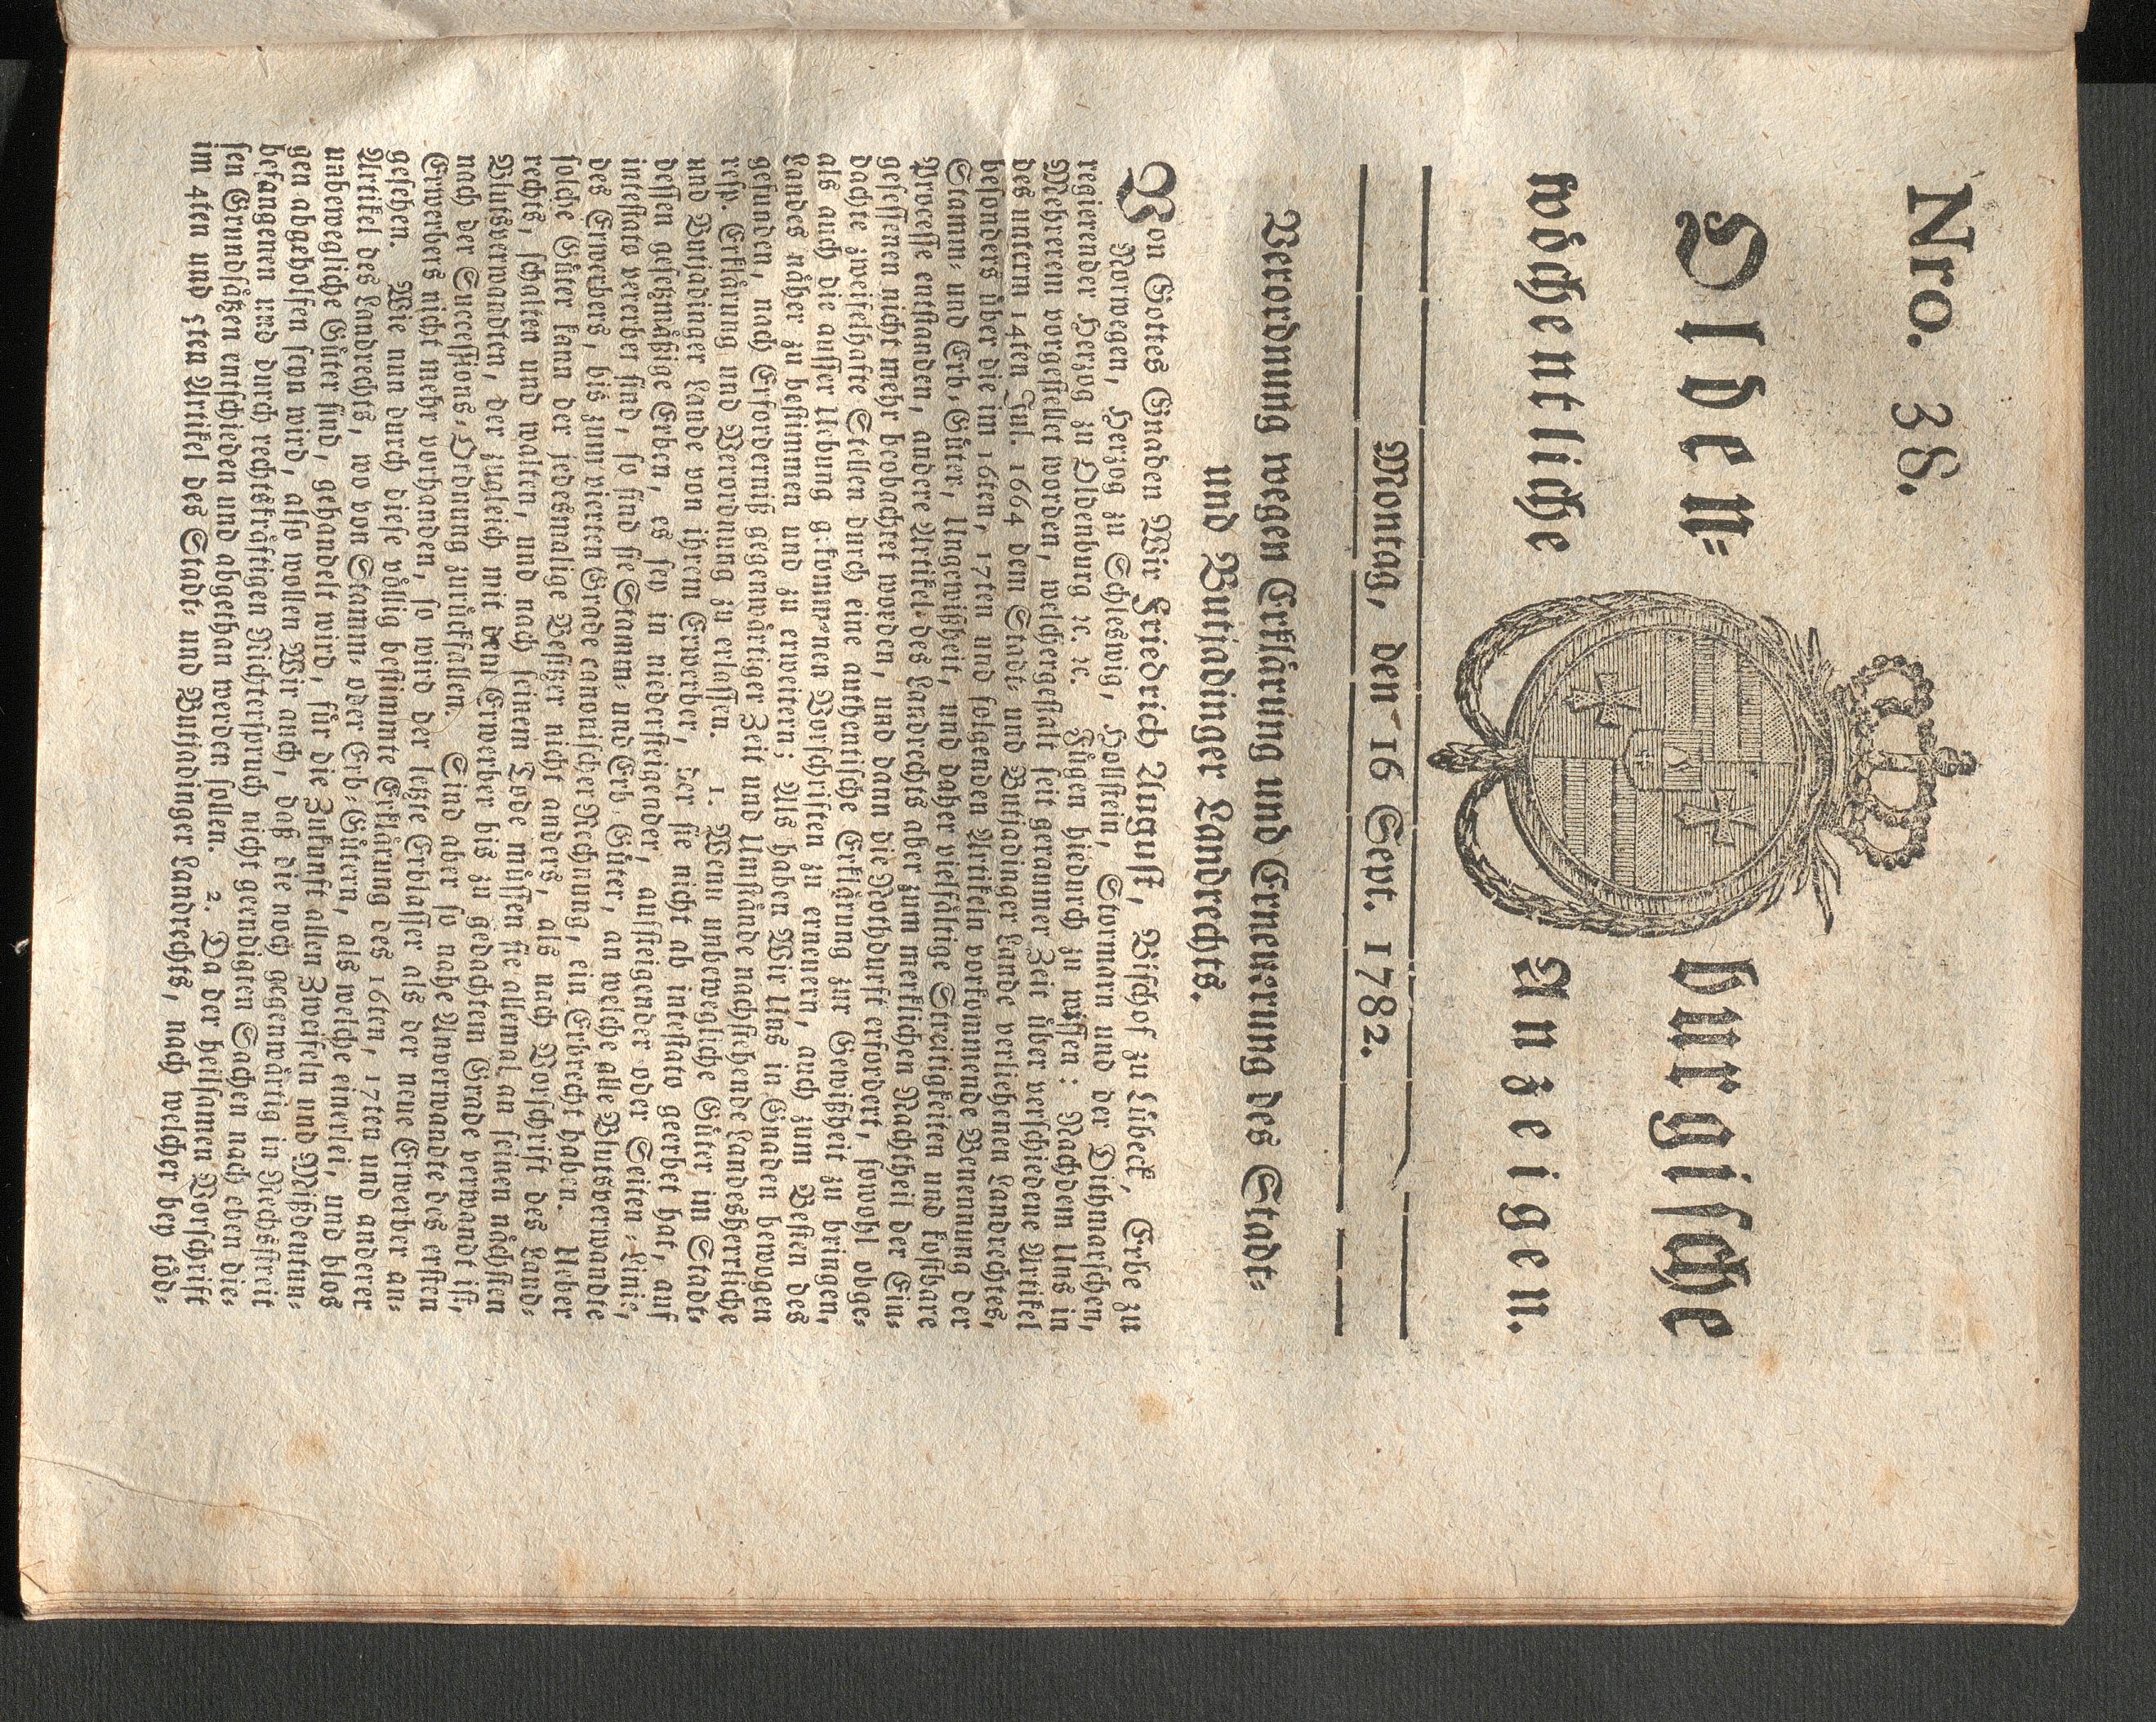 Nro. 38.
Olden- burgische
wöchentliche Anzeigen.
Montag, den 16 Sept. 1782.
Verordnung wegen Erklärung und Erneuerung des Stadt-
und Butjadinger Landrechts.
Von Gottes Gnaden Wir Friedrich August, Bischof zu Lübeck, Erbe zu
Norwegen, Herzog zu Schleswig, Hollstein, Stormarn und der Dithmarschen,
regierender Herzog zu Oldenburg ꝛc. ꝛc. Fügen hiedurch zu wissen: Nachdem Uns in
Mehrerem vorgestellet worden, welchergestalt seit geraumer Zeit über verschiedene Artikel
des unterm 14ten Jul. 1664 dem Stadt- und Butjadinger Lande verliehenen Landrechtes,
besonders über die im 16ten, 17ten und folgenden Artikeln vorkommende Benennung der
Stamm- und Erb-Güter, Ungewißheit, und daher vielfältige Streitigkeiten und kostbare
Processe entstanden, andere Artikel des Landrechts aber zum merklichen Nachtheil der Ein-
gesessenen nicht mehr beobachtet worden, und dann die Nothdurft erfordert, sowohl obge-
dachte zweifelhafte Stellen durch eine authentische Erklärung zur Gewißheit zu bringen,
als auch die ausser Uebung gekommenen Vorschriften zu erneuern, auch zum Besten des
Landes näher zu bestimmen und zu erweitern; Als haben Wir Uns in Gnaden bewogen
gefunden, nach Erforderniß gegenwärtiger Zeit und Umstände nachstehende Landesherrliche
resp. Erklärung und Verordnung zu erlassen. 1. Wenn unbewegliche Güter im Stadt-
und Butjadinger Lande von ihrem Erwerber, der sie nicht ab intestato geerbet hat, auf
dessen gesetzmäßige Erben, es sey in niedersteigender, aufsteigender oder Seiten-Linie,
intestato vererbet sind, so sind sie Stamm- und Erb-Güter, an welche alle Blutsverwandte
des Erwerbers, bis zum vierten Grade canonischer Rechnung, ein Erbrecht haben. Ueber
solche Güter kann der jedesmalige Besitzer nicht anders, als nach Vorschrift des Land-
rechts, schalten und walten, und nach seinem Tode müssen sie allemal an seinen nächsten
Blutsverwandten, der zugleich mit dem Erwerber bis zu gedachtem Grade verwandt ist,
nach der Successions-Ordnung zurückfallen. Sind aber so nahe Anverwandte des ersten
Erwerbers nicht mehr vorhanden, so wird der letzte Erblasser als der neue Erwerber an-
gesehen. Wie nun durch diese völlig bestimmte Erklärung des 16ten, 17ten und anderer
Artikel des Landrechts, wo von Stamm- oder Erb-Gütern, als welche einerlei, und blos
unbewegliche Güter sind, gehandelt wird, für die Zukunft allen Zweifeln und Mißdeutun-
gen abgeholfen seyn wird, also wollen Wir auch, daß die noch gegenwärtig in Rechtsstreit
befangenen und durch rechtskräftigen Richterspruch nicht geendigten Sachen nach eben die-
sen Grundsätzen entschieden und abgethan werden sollen. 2. Da der heilsamen Vorschrift
im 4ten und 5ten Artikel des Stadt- und Butjadinger Landrechts, nach welcher bey töd-